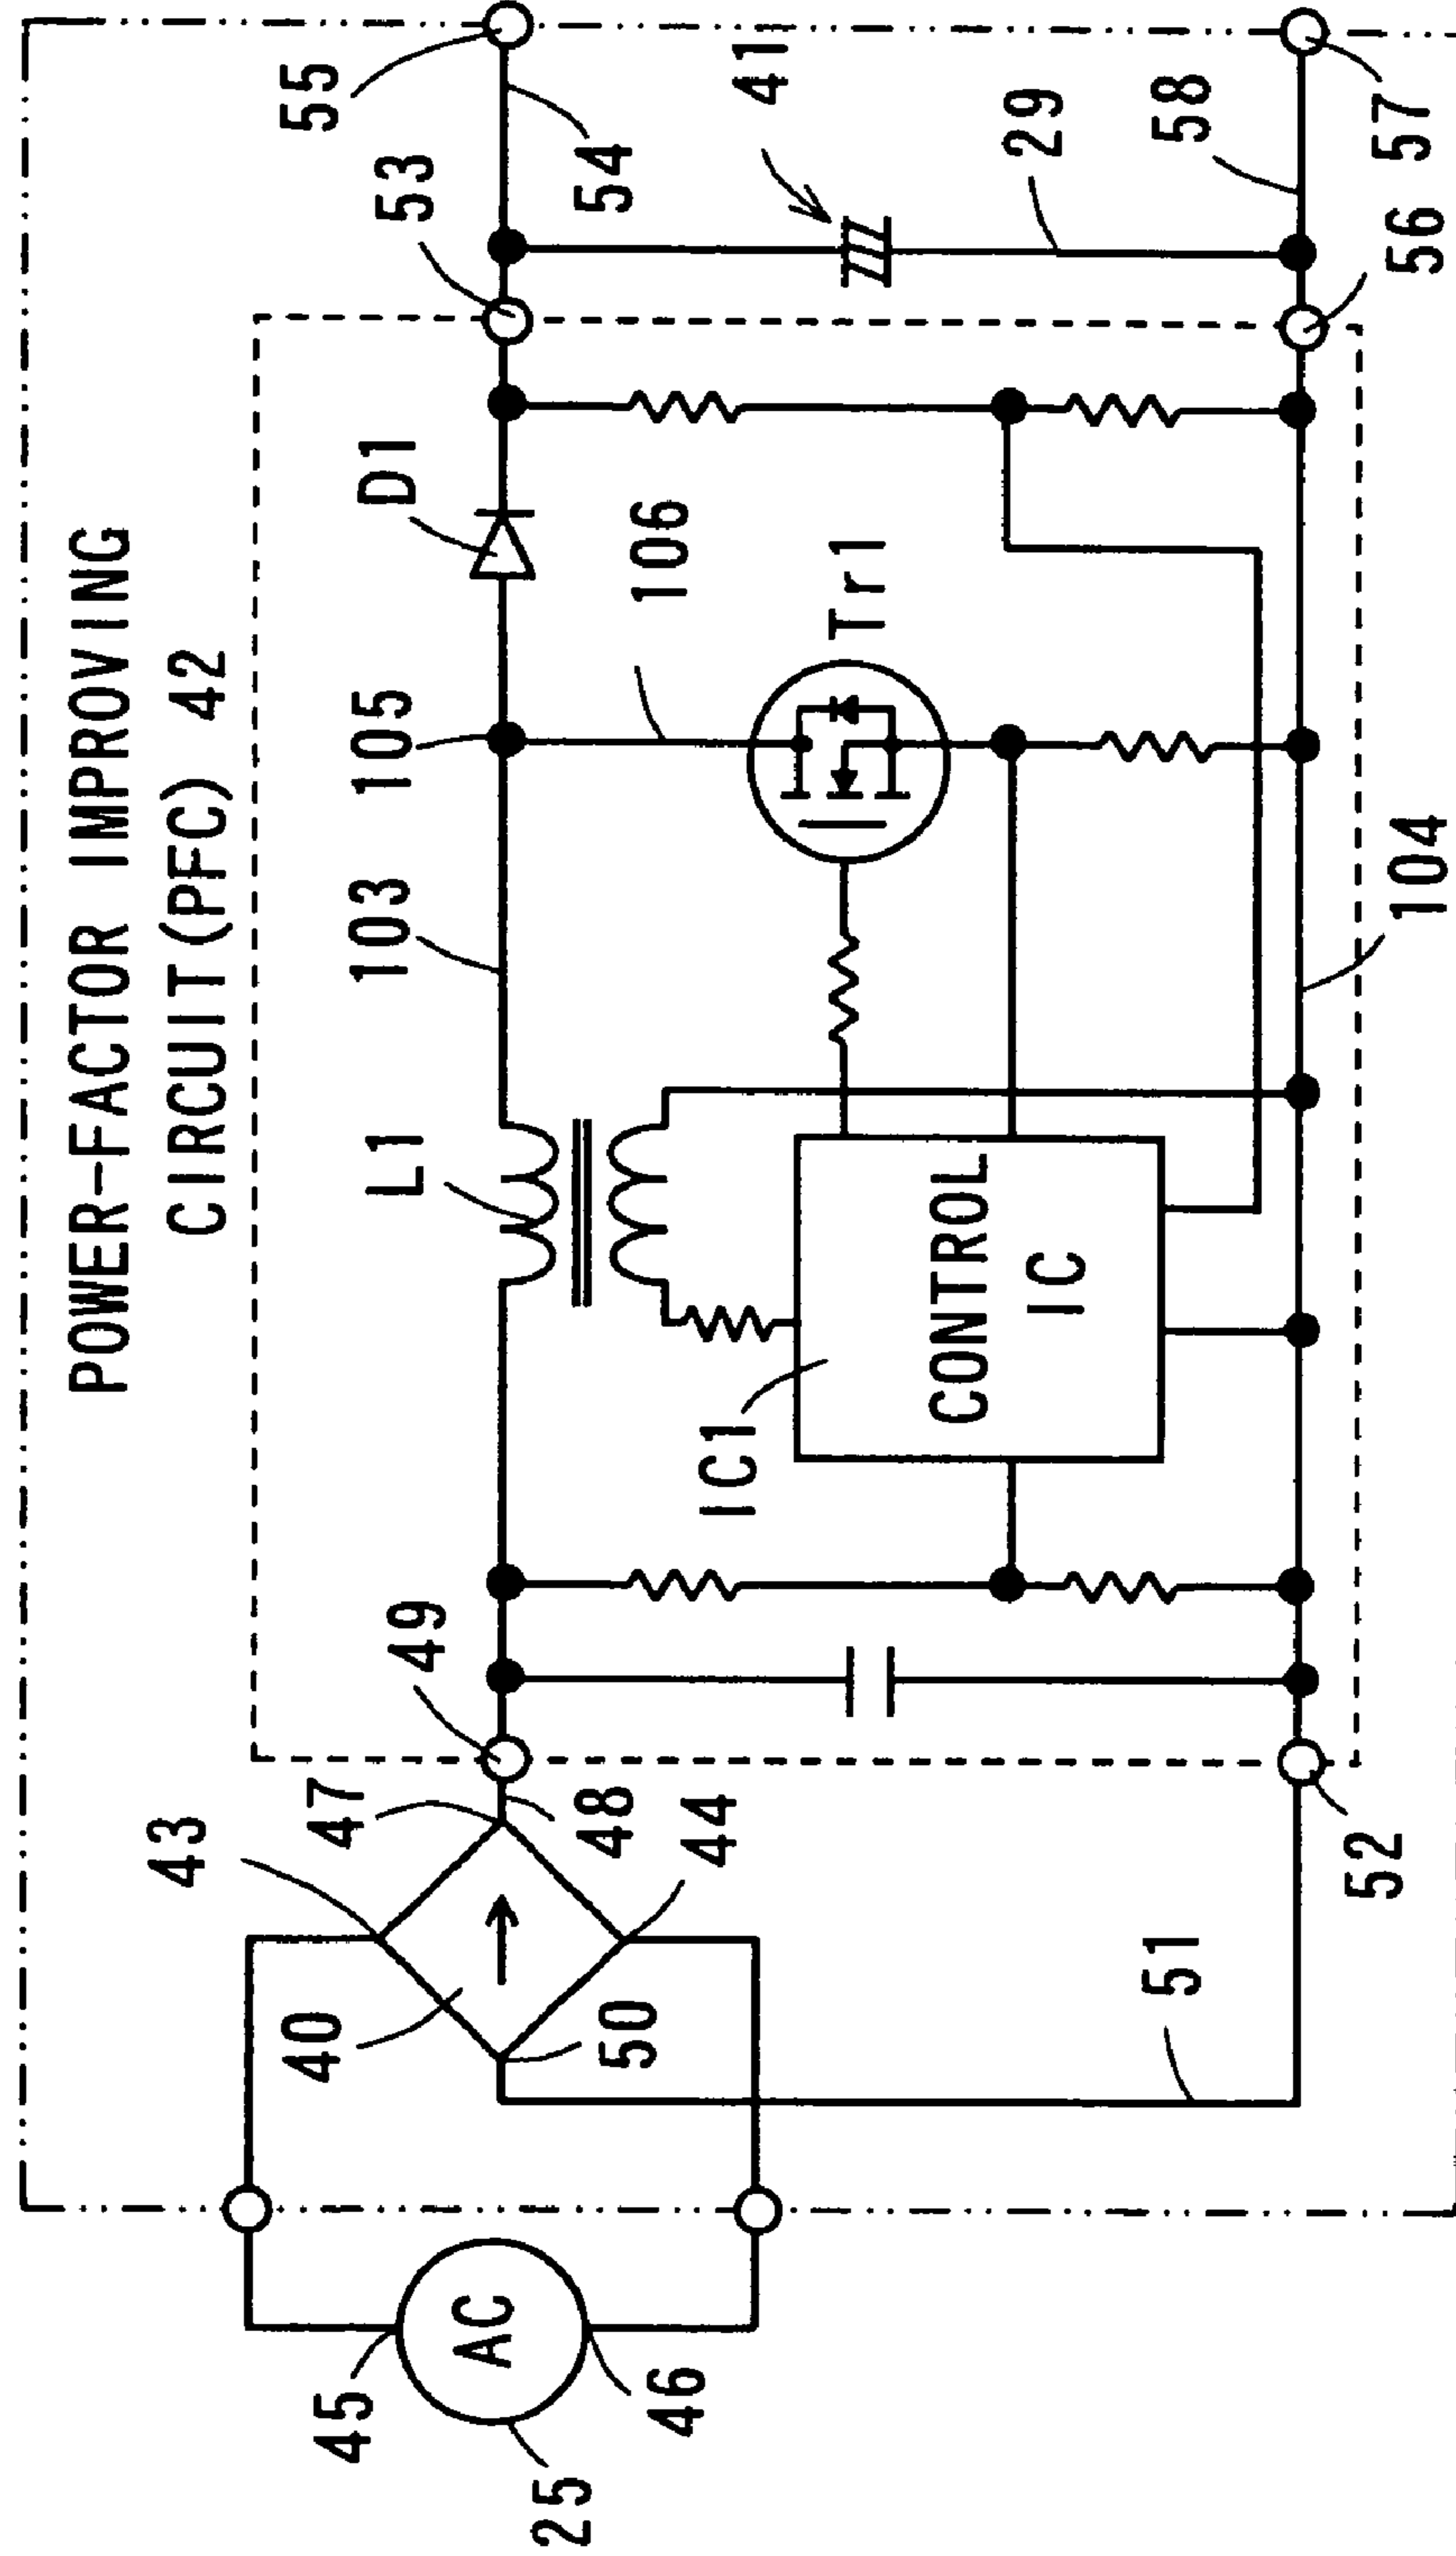 POWER-FACTOR IMPROVING
CIRCUIT(PFC) 42
43
40
55
45
47
49
L1
103
105
D1
53
AC
25
50
48
54
46
44
106
IC1
41
Tr1
CONTROL
IC
29
51
58
52
104
56
57